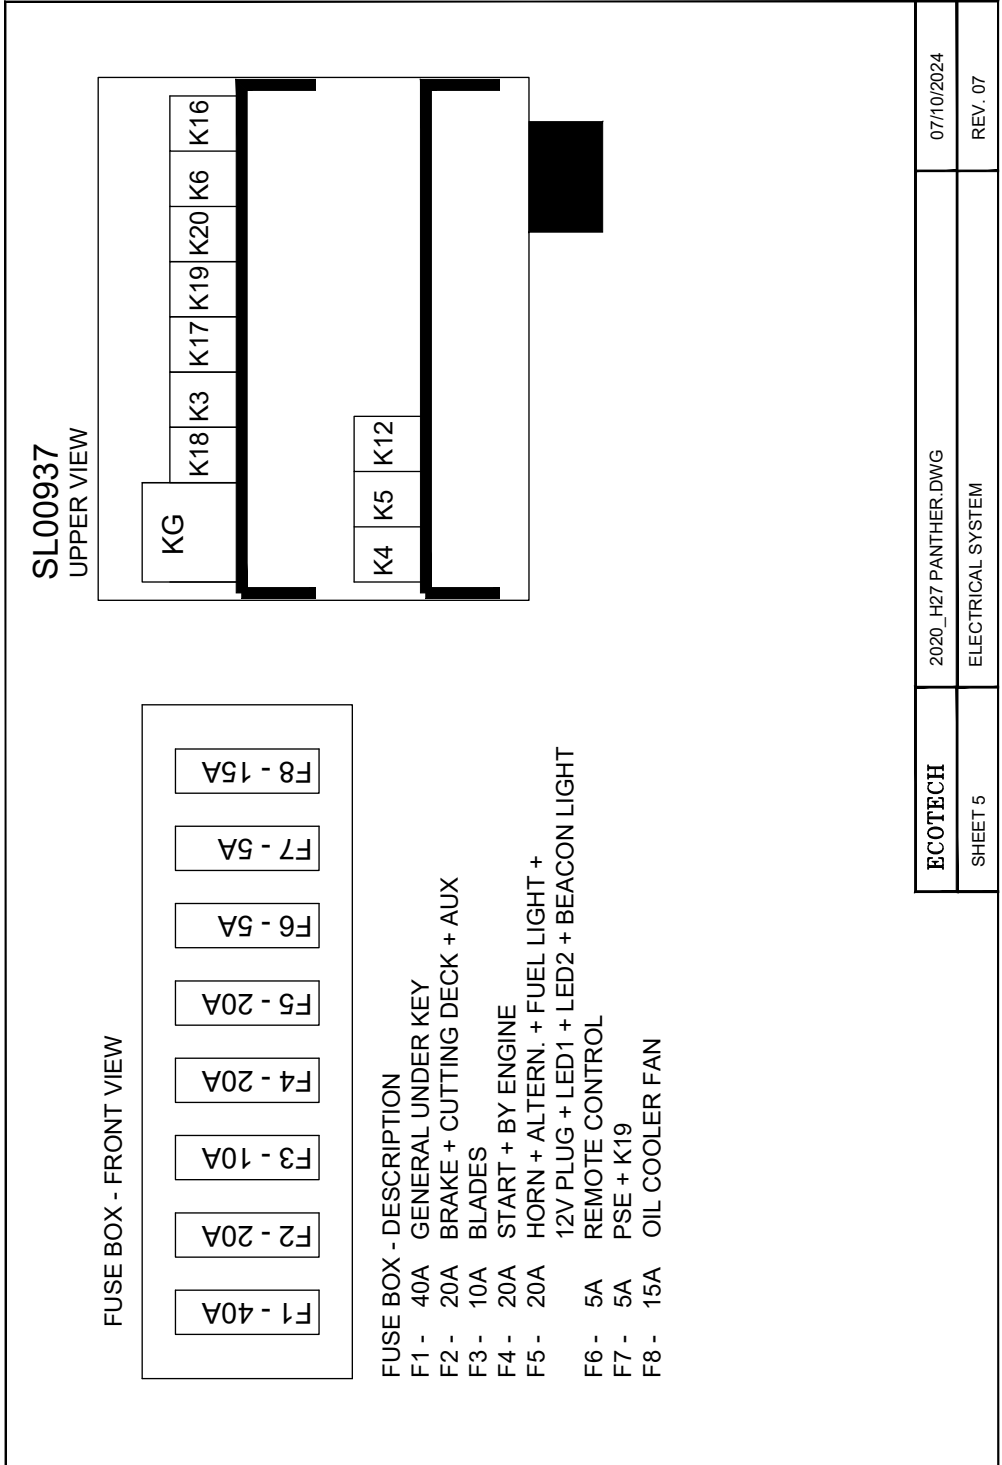 FUSE BOX - FRONT VIEW
F1 - 40A
F2 - 20A
F3 - 10A
F4 - 20A
F5 - 20A
F6 - 5A
F7 - 5A
F8 - 15A
FUSE BOX - DESCRIPTION
F1 - 40A GENERAL UNDER KEY
F2 - 20A BRAKE + CUTTING DECK + AUX
F3 - 10A BLADES
F4 - 20A START + BY ENGINE
F5 - 20A HORN + ALTERN. + FUEL LIGHT +
12V PLUG + LED1 + LED2 + BEACON LIGHT
F6 - 5A REMOTE CONTROL
F7 - 5A PSE + K19
F8 - 15A OIL COOLER FAN
SL00937
UPPER VIEW
KG K18 K3 K17 K19 K20 K6 K16
K4 K5 K12
ECOTECH 2020_H27 PANTHER.DWG 07/10/2024
SHEET 5 ELECTRICAL SYSTEM REV. 07